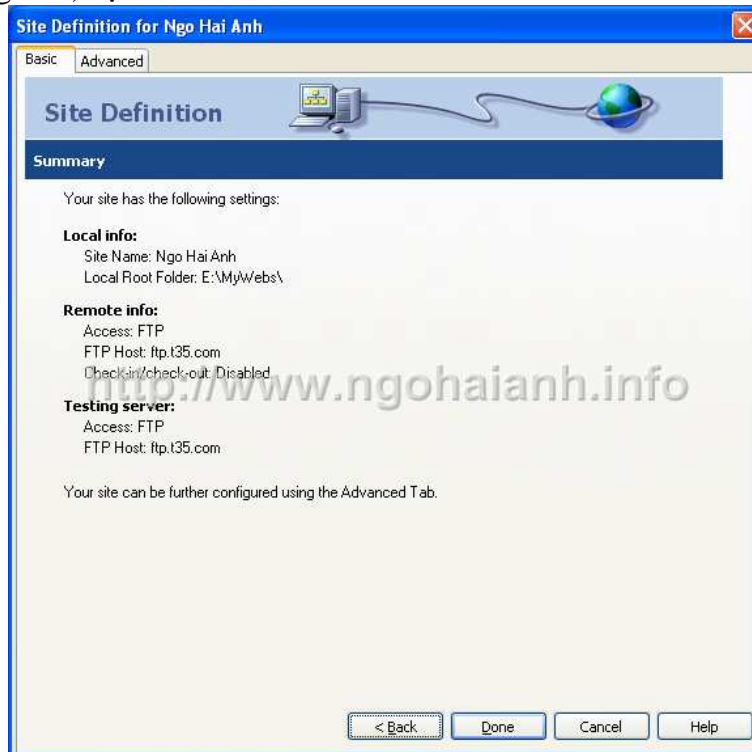 Site Definition for Ngo Hai Anh
Basic
Advanced
Site Definition
Summary
Your site has the following settings:
Local info:
Site Name: Ngo Hai Anh
Local Root Folder: E:\MyWebs\
Remote info:
Access: FTP
FTP Host: ftp.t35.com
Check-in/check-out: Disabled
http://www.ngohaianh.info
Testing server:
Access: FTP
FTP Host: ftp.t35.com
Your site can be further configured using the Advanced Tab.
< Back
Done
Cancel
Help